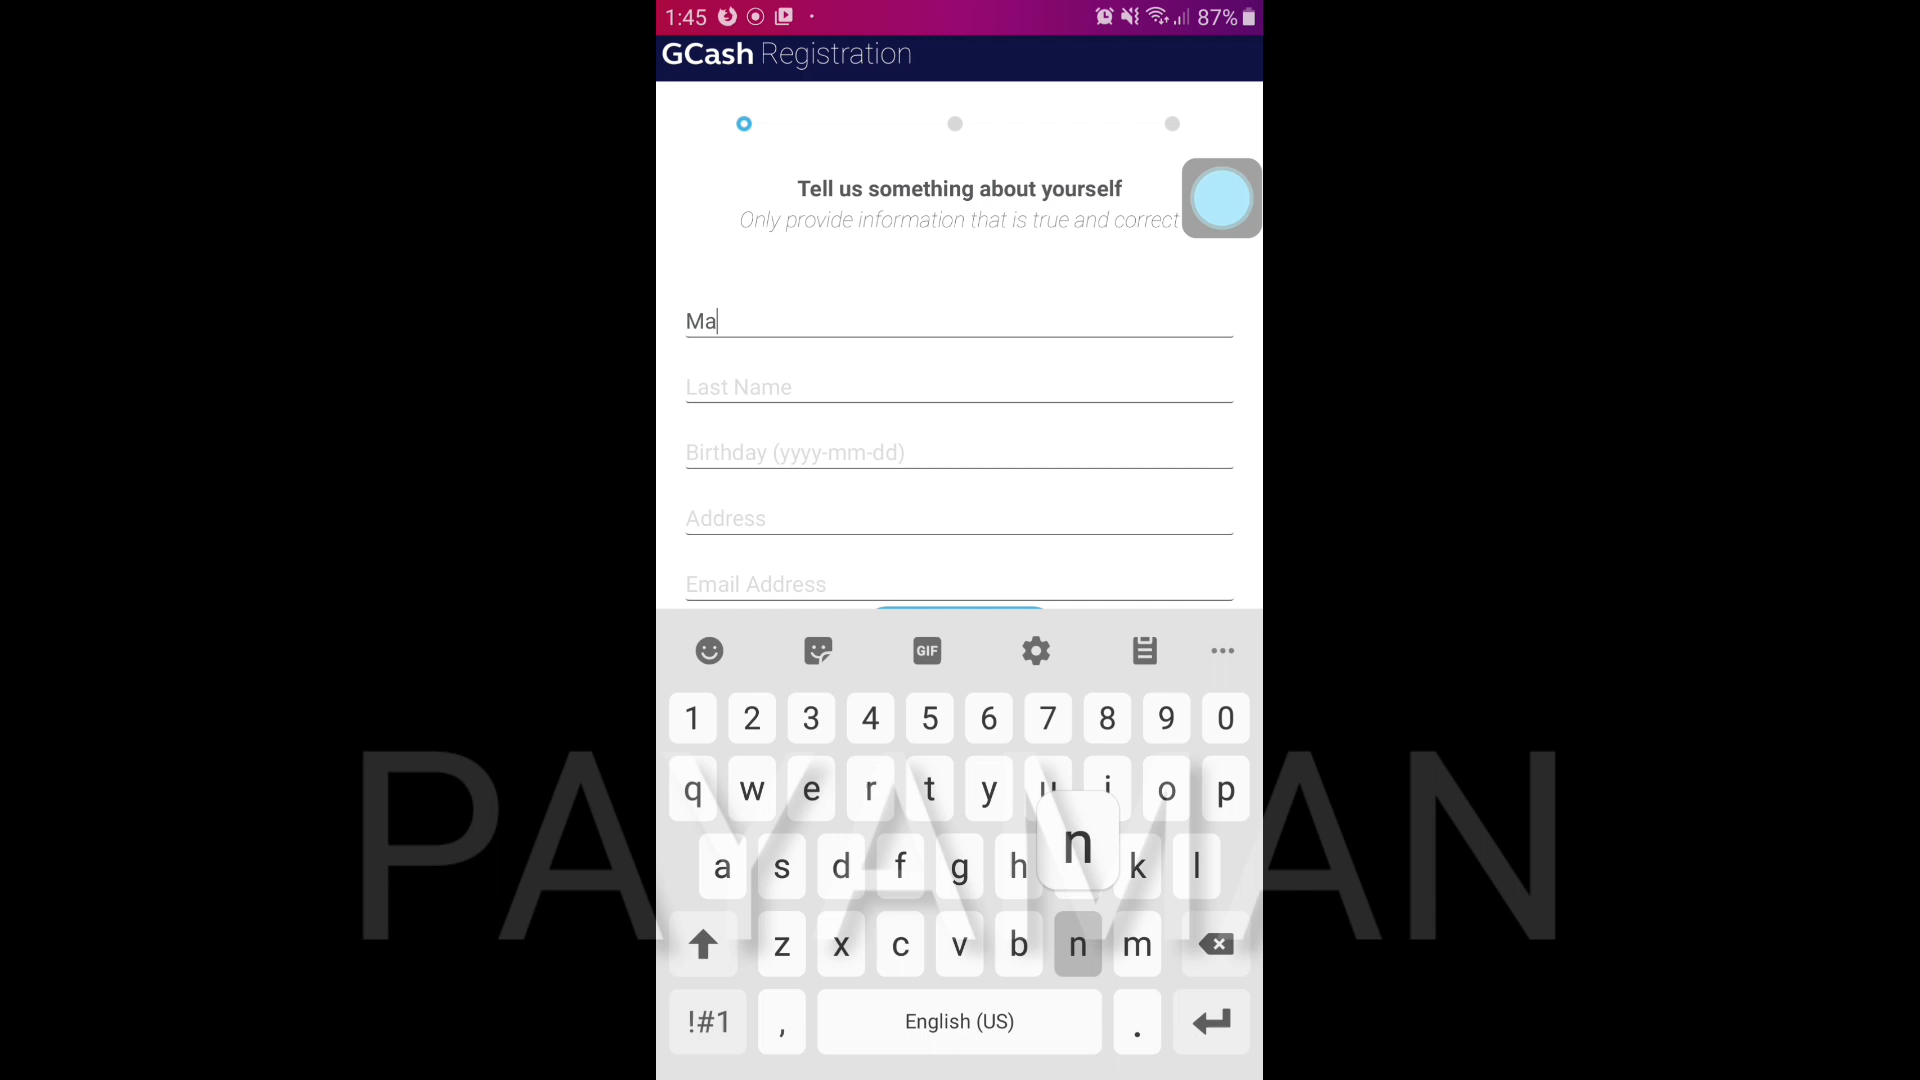 1:45 87%
GCash Registration
Tell us something about yourself
Only provide information that is true and correct
Ma
Last Name
Birthday (yyyy-mm-dd)
Address
Email Address
GIF
1 2 3 4 5 6 7 8 9 0
q w e r t y u i o p
n
a s d f g h k l
z x c v b n m
!#1 , English (US) .
PAYAMAN